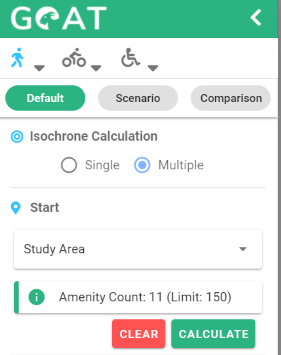 GOAT
Default Scenario Comparison
Isochrone Calculation
Single Multiple
Start
Study Area
Amenity Count: 11 (Limit: 150)
CLEAR CALCULATE